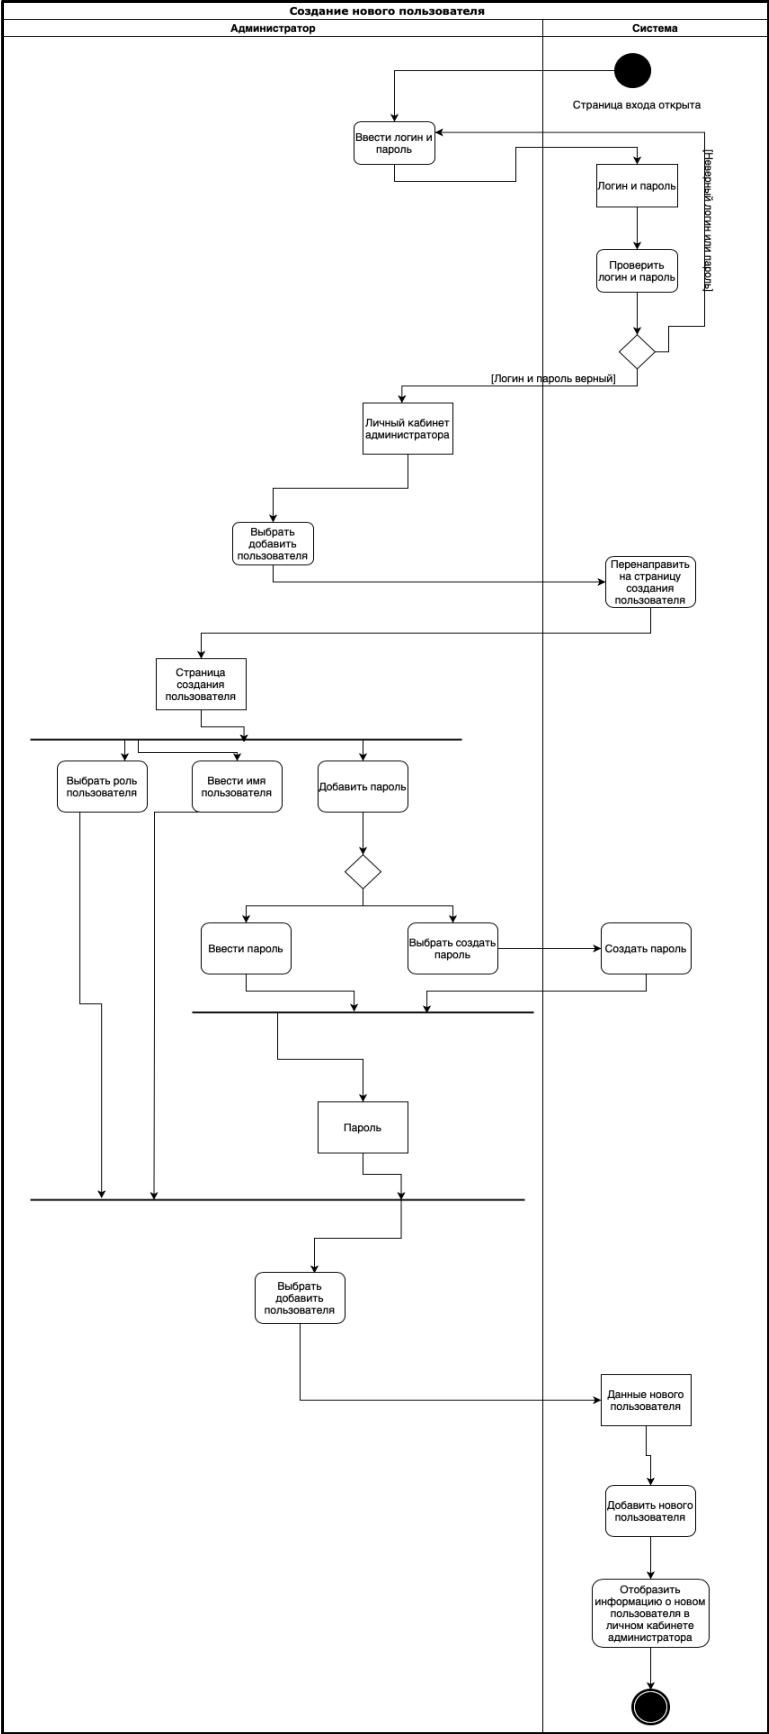 Создание нового пользователя
Администратор
Система
Страница входа открыта
Ввести логин и
пароль
[Неверный логин или пароль]
Логин и пароль
Проверить
логин и пароль
[Логин и пароль верный]
Личный кабинет
администратора
Выбрать
добавить
пользователя
Перенаправить
на страницу
создания
пользователя
Страница
создания
пользователя
Выбрать роль
пользователя
Ввести имя
пользователя
Добавить пароль
Ввести пароль
Выбрать создать
пароль
Создать пароль
Пароль
Выбрать
добавить
пользователя
Данные нового
пользователя
Добавить нового
пользователя
Отобразить
информацию о новом
пользователя в
личном кабинете
администратора